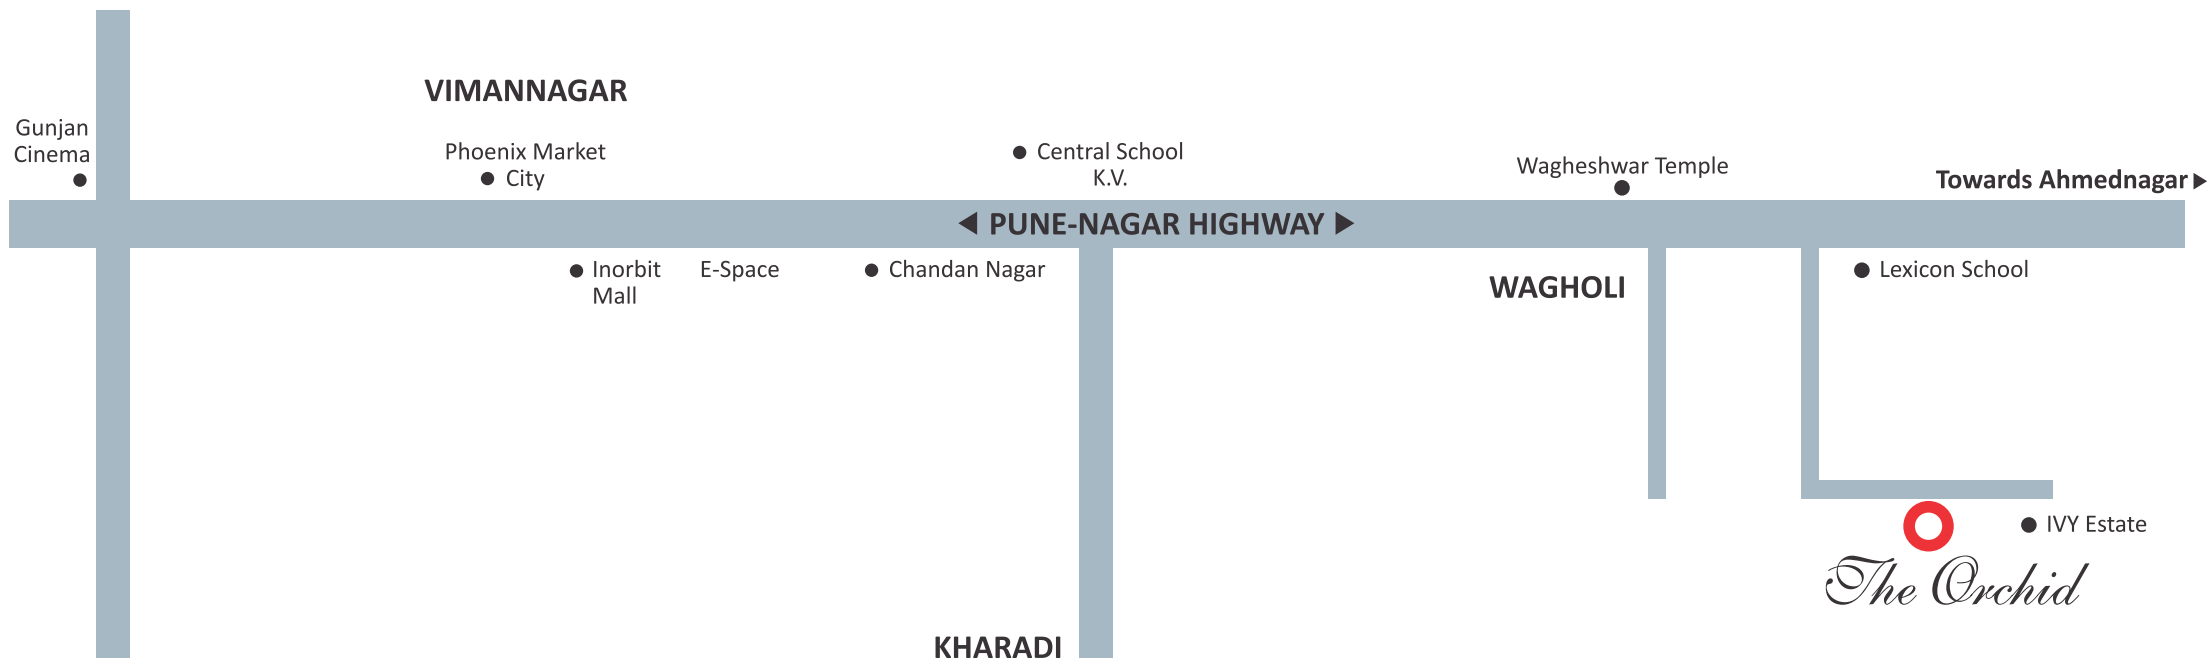 VIMANNAGAR
Gunjan
Cinema
Phoenix Market
City
Central School
K.V.
Wagheshwar Temple
Towards Ahmednagar
PUNE-NAGAR HIGHWAY
Inorbit
Mall
E-Space
Chandan Nagar
WAGHOLI
Lexicon School
IVY Estate
The Orchid
KHARADI